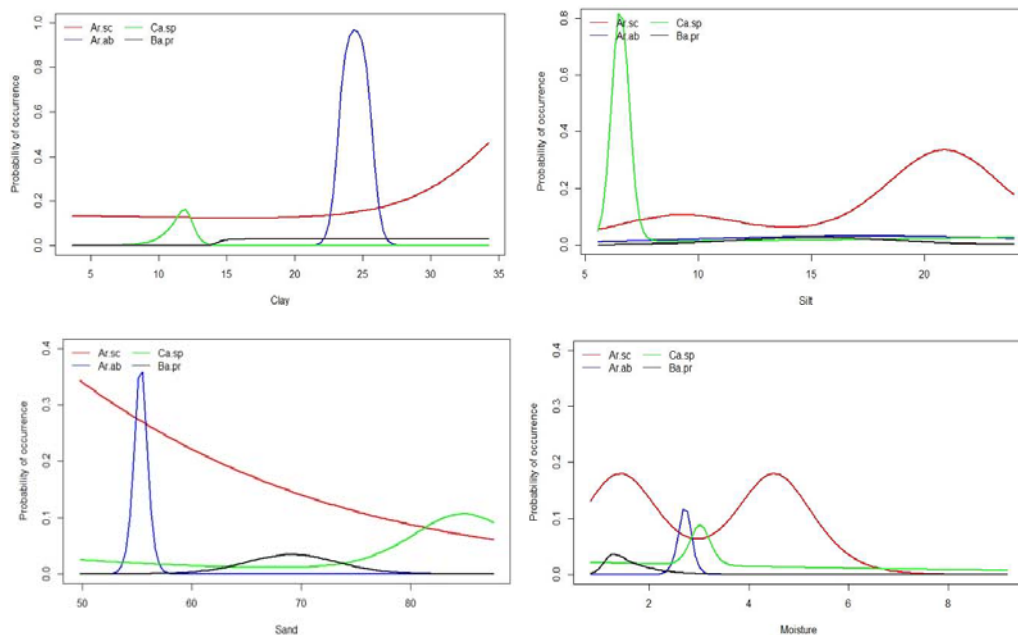 Ar.sc Ca.sp
Ar.ab Ba.pr
Probability of occurrence
0.0 0.2 0.4 0.6 0.8 1.0
5 10 15 20 25 30 35
Clay
Ar.sc Ca.sp
Ar.ab Ba.pr
Probability of occurrence
0.0 0.2 0.4 0.6 0.8
5 10 15 20
Silt
Ar.sc Ca.sp
Ar.ab Ba.pr
Probability of occurrence
0.0 0.1 0.2 0.3 0.4
50 60 70 80
Sand
Ar.sc Ca.sp
Ar.ab Ba.pr
Probability of occurrence
0.0 0.1 0.2 0.3 0.4
2 4 6 8
Moisture